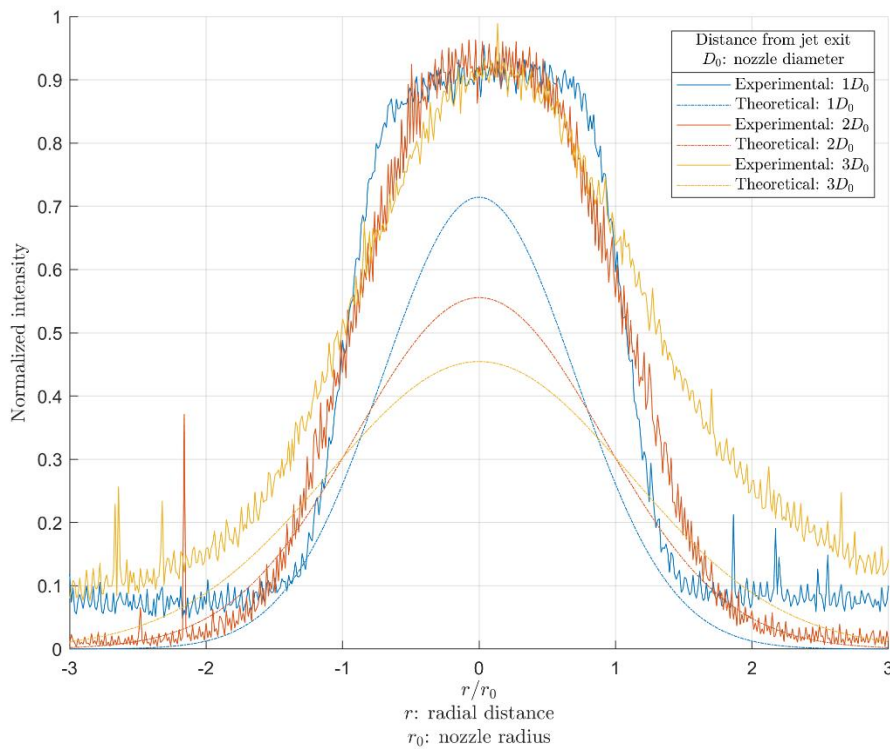 Distance from jet exit
D₀: nozzle diameter
Experimental: 1D₀
Theoretical: 1D₀
Experimental: 2D₀
Theoretical: 2D₀
Experimental: 3D₀
Theoretical: 3D₀
Normalized intensity
1
0.9
0.8
0.7
0.6
0.5
0.4
0.3
0.2
0.1
0
-3 -2 -1 0 1 2 3
r/r₀
r: radial distance
r₀: nozzle radius